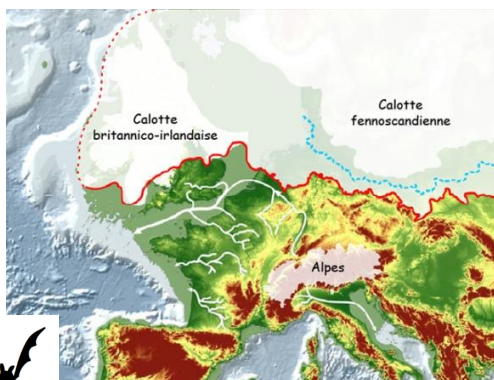 Calotte
britannico-irlandaise
Calotte
fennoscandienne
Alpes